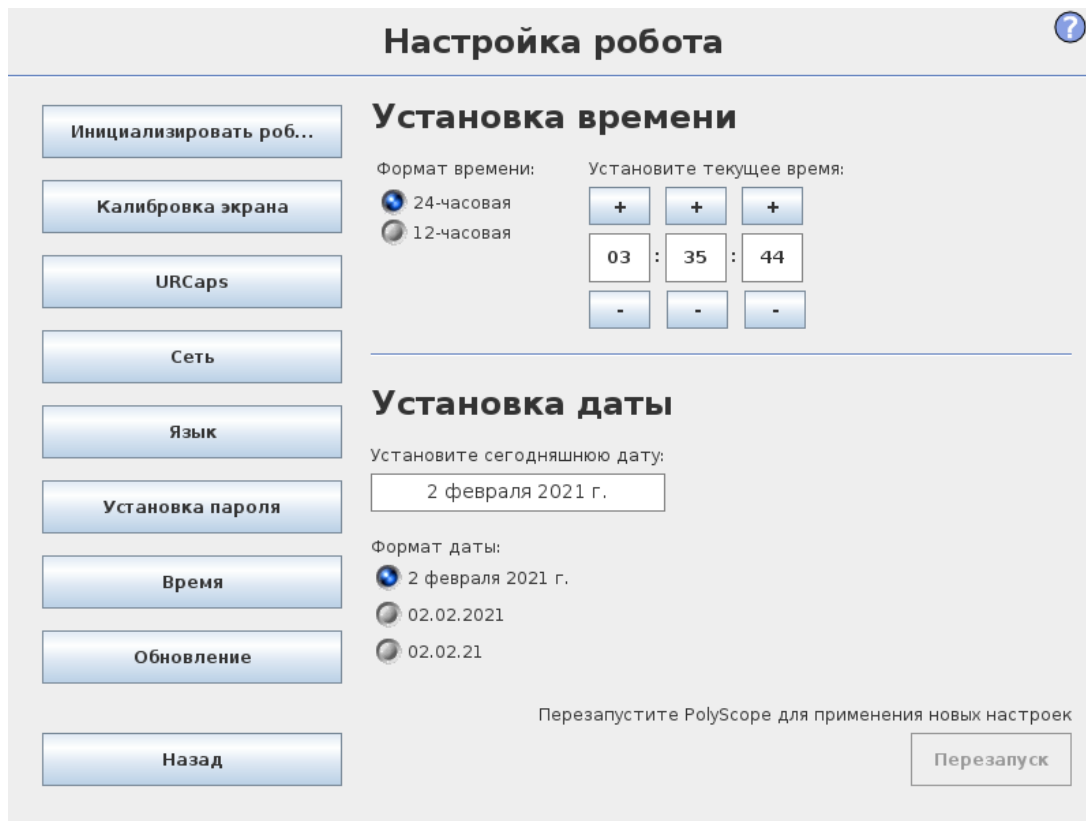 Настройка робота
?
Инициализировать роб...
Калибровка экрана
URCaps
Сеть
Язык
Установка пароля
Время
Обновление
Назад
Установка времени
Формат времени:
24-часовая
12-часовая
Установите текущее время:
+ + +
03 : 35 : 44
- - -
Установка даты
Установите сегодняшнюю дату:
2 февраля 2021 г.
Формат даты:
2 февраля 2021 г.
02.02.2021
02.02.21
Перезапустите PolyScope для применения новых настроек
Перезапуск